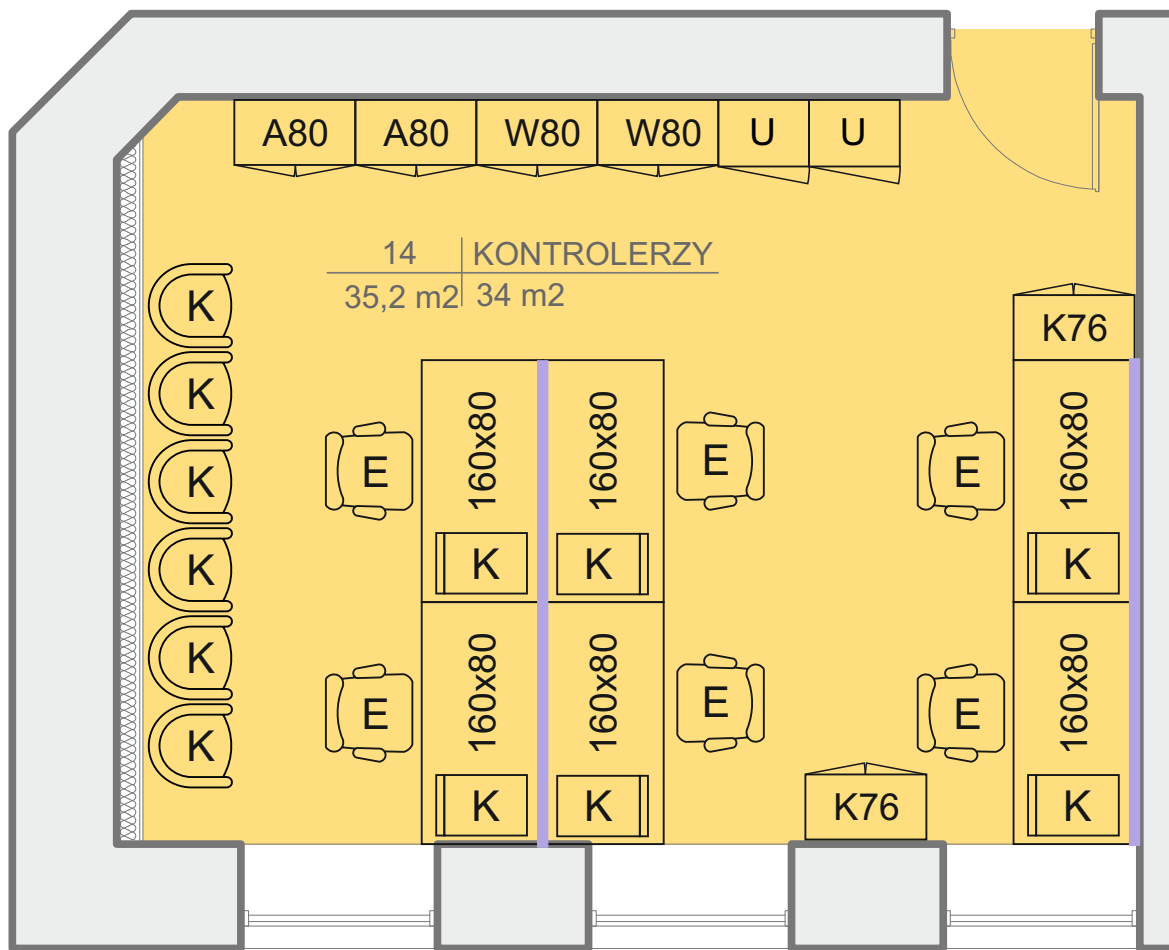 A80 A80 W80 W80 U U
14 KONTROLERZY
35,2 m2 34 m2
K
K76
K
160x80 160x80 160x80
E E E
K
K K K K
K
160x80 160x80 160x80
E E E
K
K76
K K K